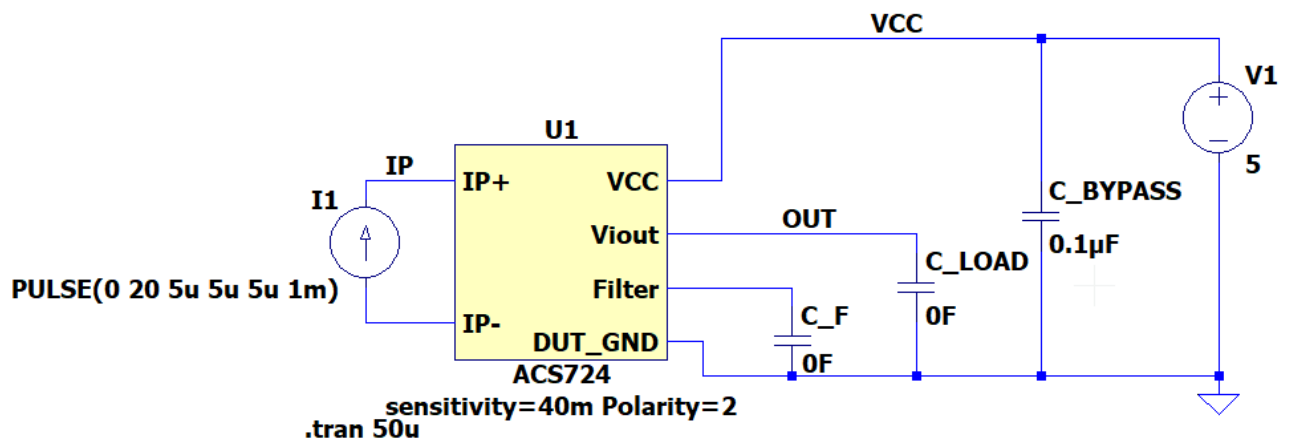 VCC
V1
+
−
5
U1
IP
IP+
VCC
I1
C_BYPASS
OUT
Viout
0.1µF
C_LOAD
PULSE(0 20 5u 5u 5u 1m)
Filter
C_F
0F
IP-
DUT_GND
0F
ACS724
sensitivity=40m Polarity=2
.tran 50u